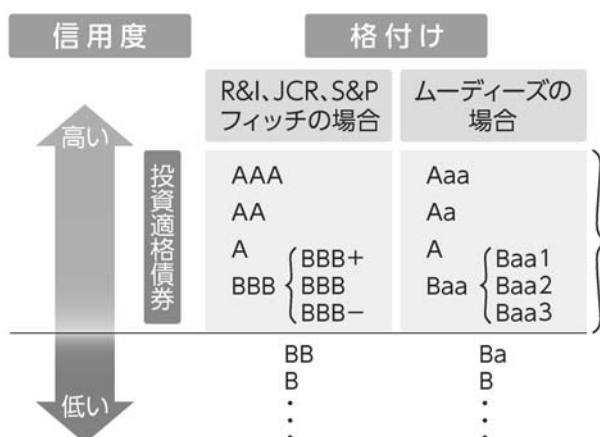 信用度
格付け
R&I、JCR、S&P
フィッチの場合
ムーディーズの
場合
高い
投資適格債券
AAA Aaa
AA Aa
A A
BBB BBB+ BBB BBB− Baa Baa1 Baa2 Baa3
BB Ba
B B
・ ・
・ ・
低い
・ ・